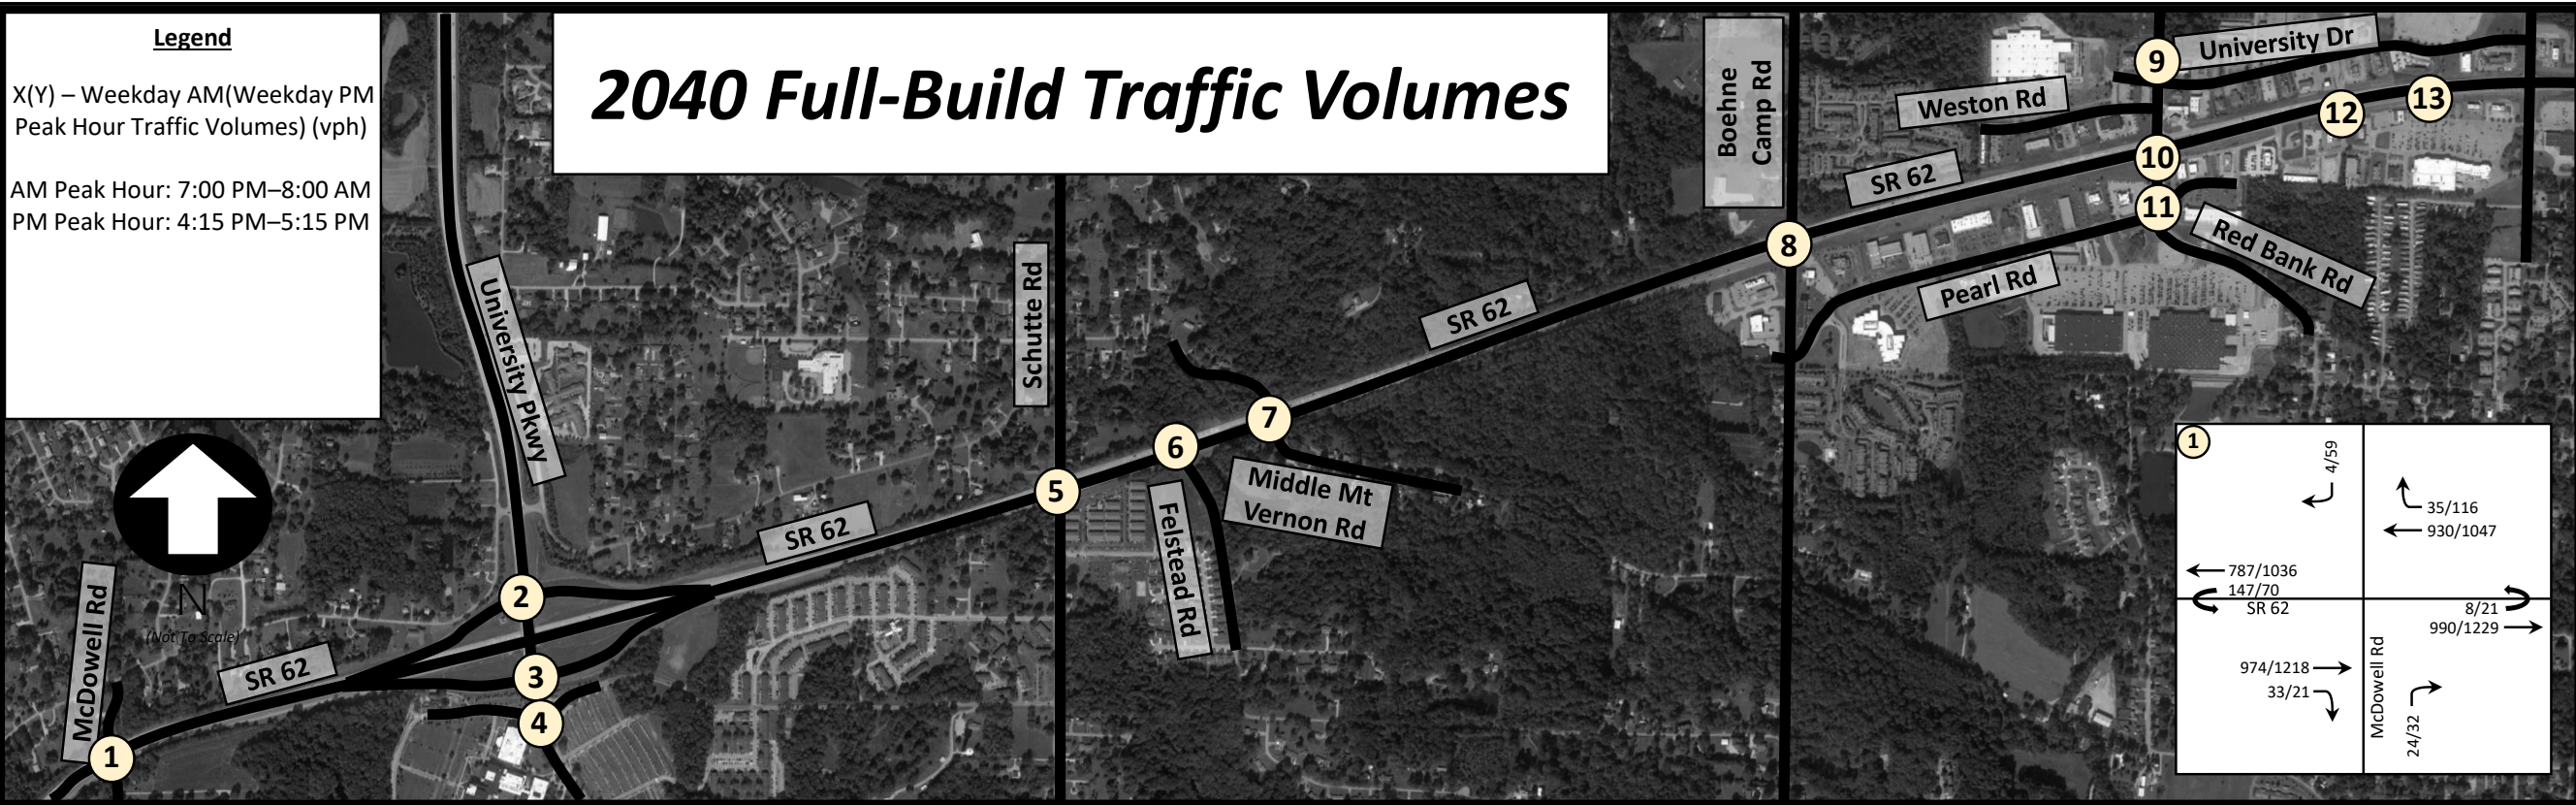 Legend
X(Y) – Weekday AM(Weekday PM
Peak Hour Traffic Volumes) (vph)
AM Peak Hour: 7:00 PM–8:00 AM
PM Peak Hour: 4:15 PM–5:15 PM
2040 Full-Build Traffic Volumes
Boehne
Camp Rd
University Dr
Weston Rd
9
12
13
10
11
SR 62
8
Red Bank Rd
Pearl Rd
University Pkwy
Schutte Rd
SR 62
7
6
5
Middle Mt
Vernon Rd
Felstead Rd
SR 62
N
(Not To Scale)
McDowell Rd
SR 62
2
3
4
1
1
4/59
35/116
930/1047
787/1036
147/70
SR 62
8/21
990/1229
974/1218
33/21
McDowell Rd
24/32